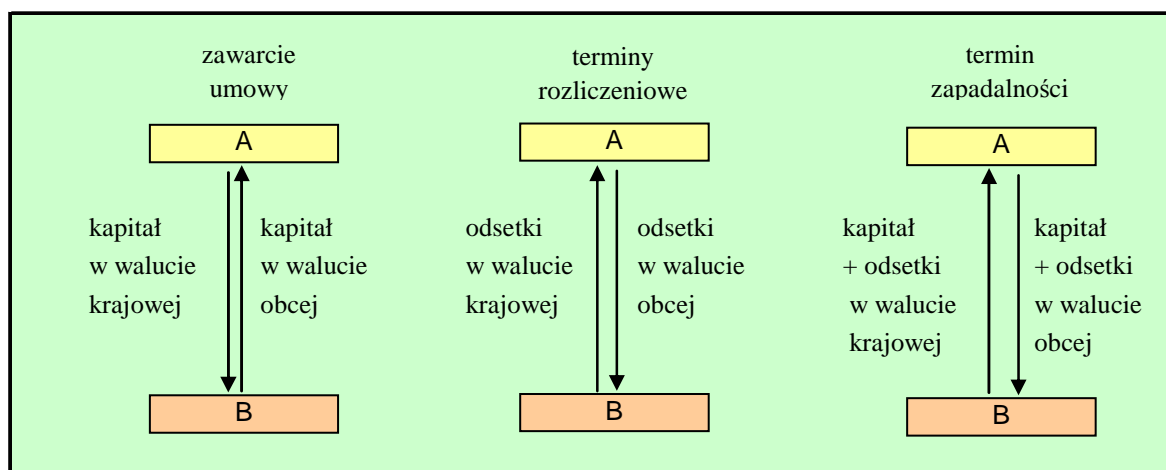 zawarcie
umowy
A
kapitał
w walucie
krajowej
kapitał
w walucie
obcej
B
terminy
rozliczeniowe
A
odsetki
w walucie
krajowej
odsetki
w walucie
obcej
B
termin
zapadalności
A
kapitał
+ odsetki
w walucie
krajowej
kapitał
+ odsetki
w walucie
obcej
B